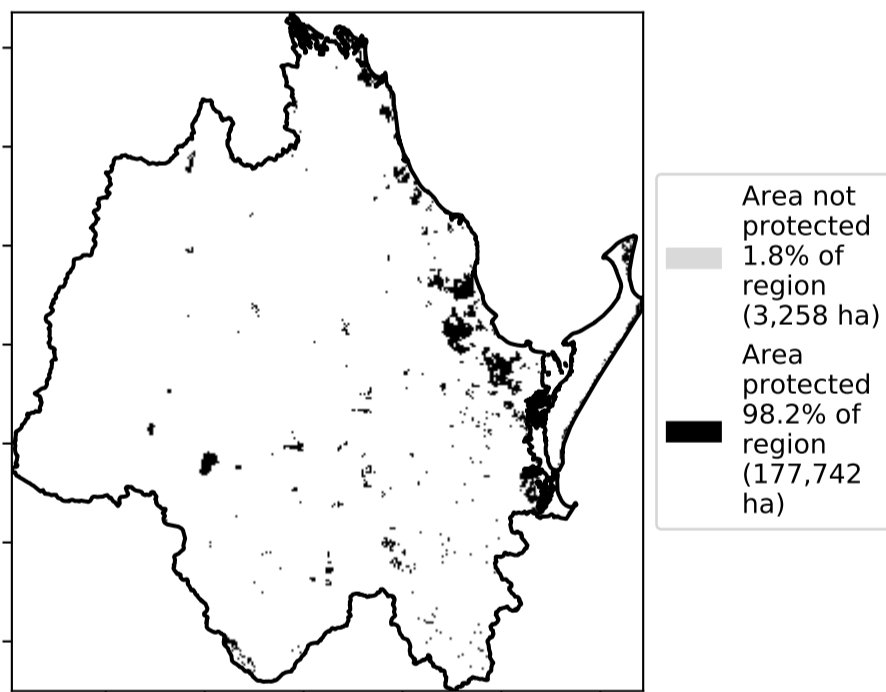 Area not
protected
1.8% of
region
(3,258 ha)
Area
protected
98.2% of
region
(177,742
ha)